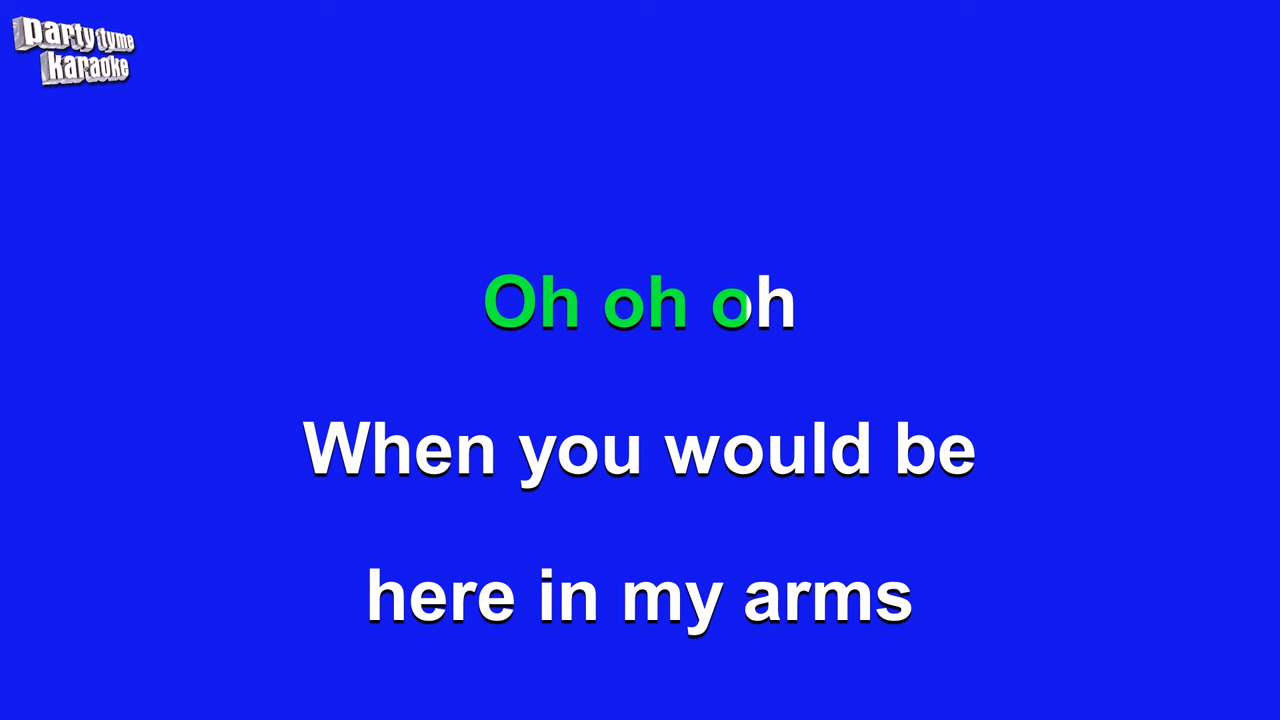 party tyme
karaoke
Oh oh oh
When you would be
here in my arms